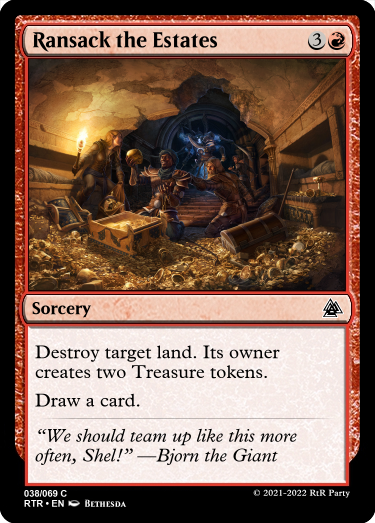 Ransack the Estates 3
Sorcery
Destroy target land. Its owner
creates two Treasure tokens.
Draw a card.
“We should team up like this more
often, Shel!” —Bjorn the Giant
038/069 C
RTR • EN Bethesda
© 2021-2022 RtR Party